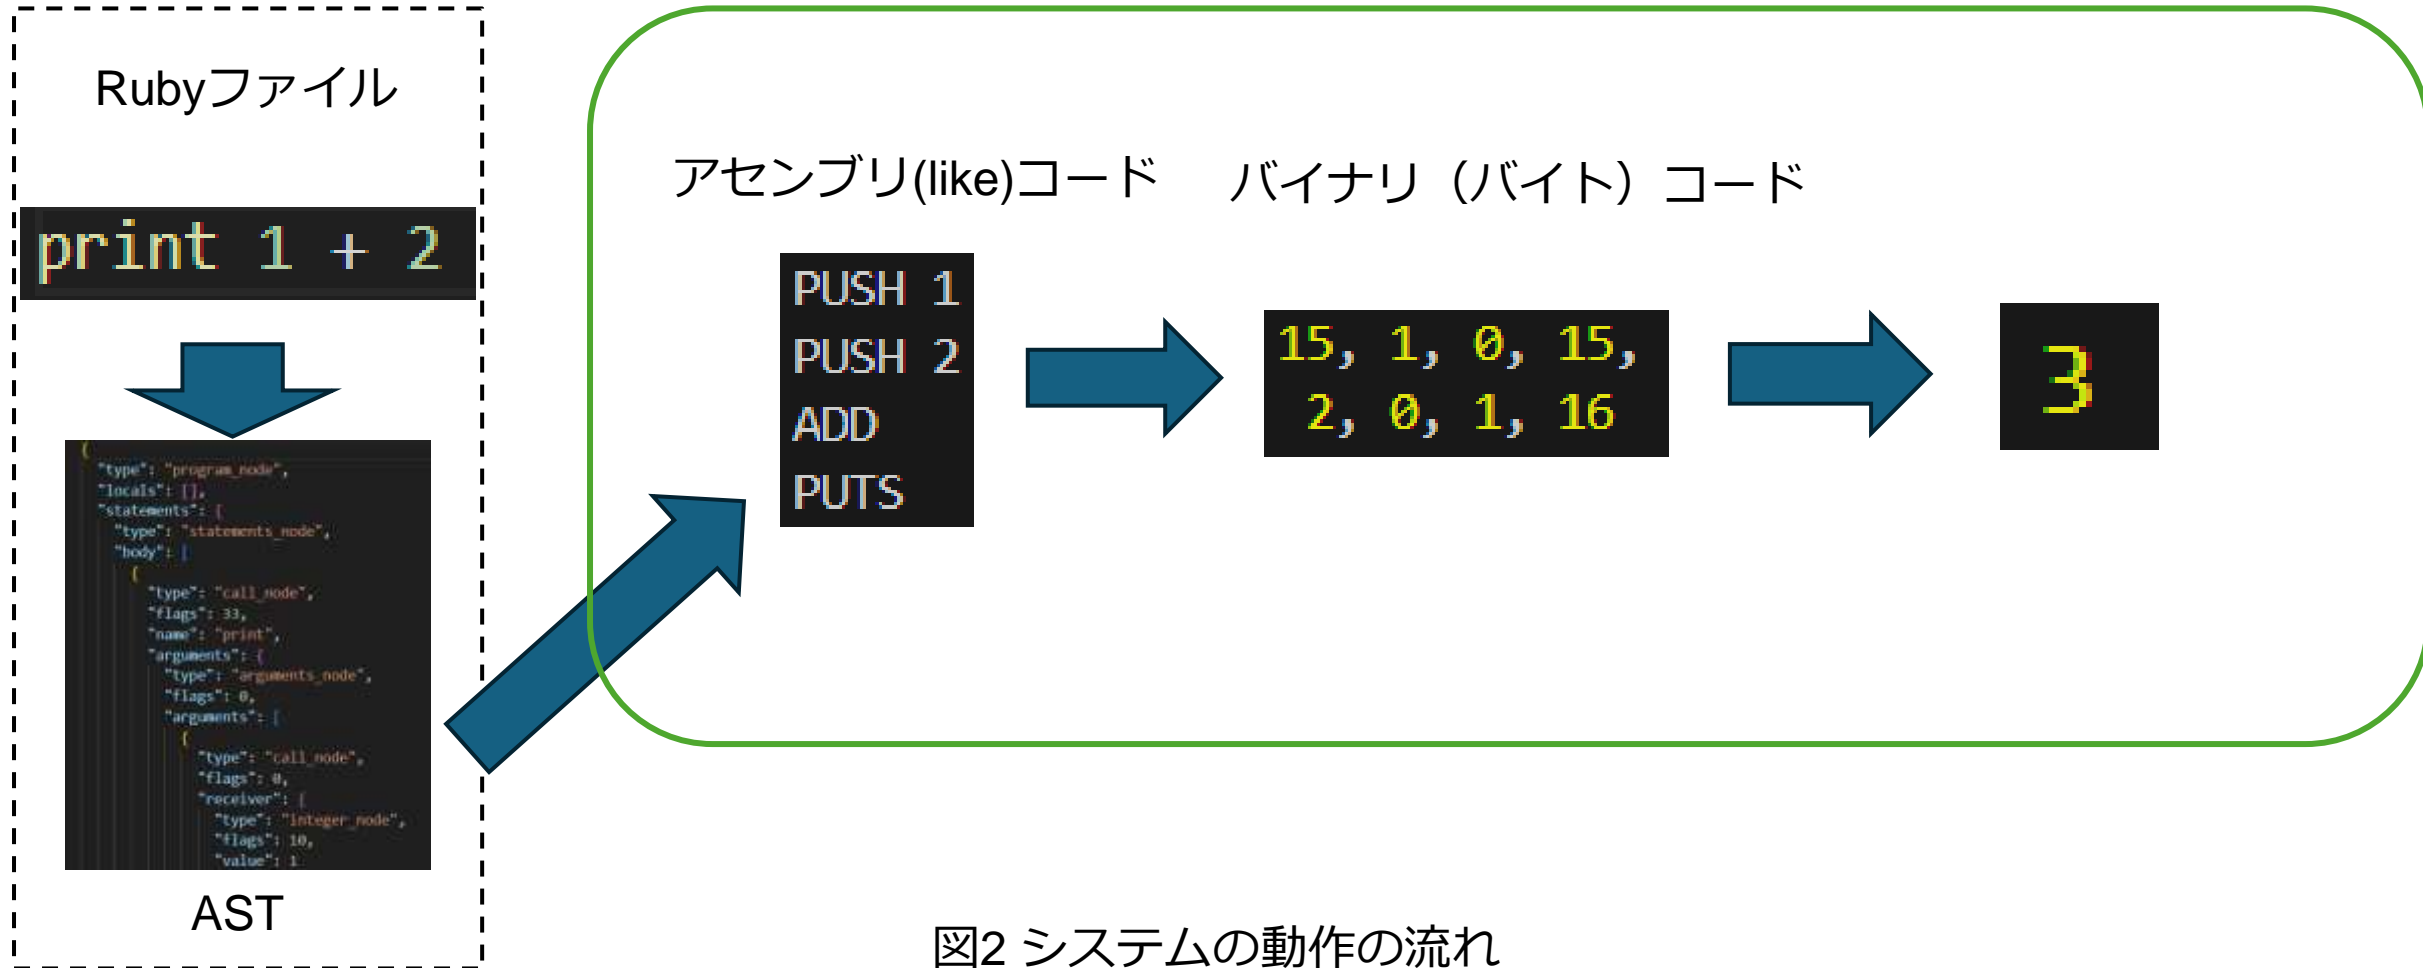 Rubyファイル
print 1 + 2
{
"type": "program_node",
"locals": [],
"statements": {
"type": "statements_node",
"body": [
{
"type": "call_node",
"flags": 33,
"name": "print",
"arguments": {
"type": "arguments_node",
"flags": 0,
"arguments": [
{
"type": "call_node",
"flags": 0,
"receiver": {
"type": "integer_node",
"flags": 10,
"value": 1
AST
アセンブリ(like)コード
PUSH 1
PUSH 2
ADD
PUTS
バイナリ（バイト）コード
15, 1, 0, 15,
2, 0, 1, 16
3
図2 システムの動作の流れ